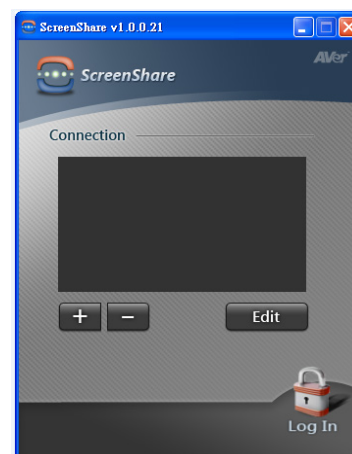 ScreenShare v1.0.0.21
AVer
ScreenShare
Connection
+ − Edit
Log In